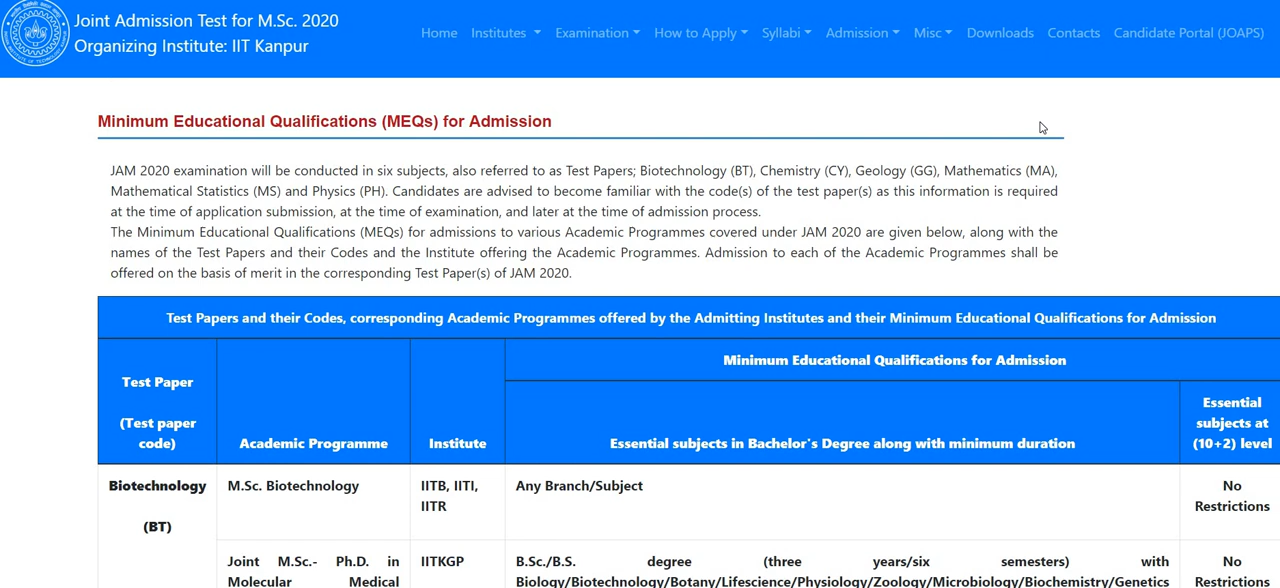 Joint Admission Test for M.Sc. 2020
Organizing Institute: IIT Kanpur
Home Institutes Examination How to Apply Syllabi Admission Misc Downloads Contacts Candidate Portal (JOAPS)
Minimum Educational Qualifications (MEQs) for Admission
JAM 2020 examination will be conducted in six subjects, also referred to as Test Papers; Biotechnology (BT), Chemistry (CY), Geology (GG), Mathematics (MA),
Mathematical Statistics (MS) and Physics (PH). Candidates are advised to become familiar with the code(s) of the test paper(s) as this information is required
at the time of application submission, at the time of examination, and later at the time of admission process.
The Minimum Educational Qualifications (MEQs) for admissions to various Academic Programmes covered under JAM 2020 are given below, along with the
names of the Test Papers and their Codes and the Institute offering the Academic Programmes. Admission to each of the Academic Programmes shall be
offered on the basis of merit in the corresponding Test Paper(s) of JAM 2020.
Test Papers and their Codes, corresponding Academic Programmes offered by the Admitting Institutes and their Minimum Educational Qualifications for Admission
Test Paper
(Test paper
code)
Academic Programme
Institute
Minimum Educational Qualifications for Admission
Essential subjects in Bachelor's Degree along with minimum duration
Essential
subjects at
(10+2) level
Biotechnology
(BT)
M.Sc. Biotechnology
IITB, IITI,
IITR
Any Branch/Subject
No
Restrictions
Joint M.Sc.- Ph.D. in
Molecular Medical
IITKGP
B.Sc./B.S. degree (three years/six semesters) with
Biology/Biotechnology/Botany/Lifescience/Physiology/Zoology/Microbiology/Biochemistry/Genetics
No
Restrictions